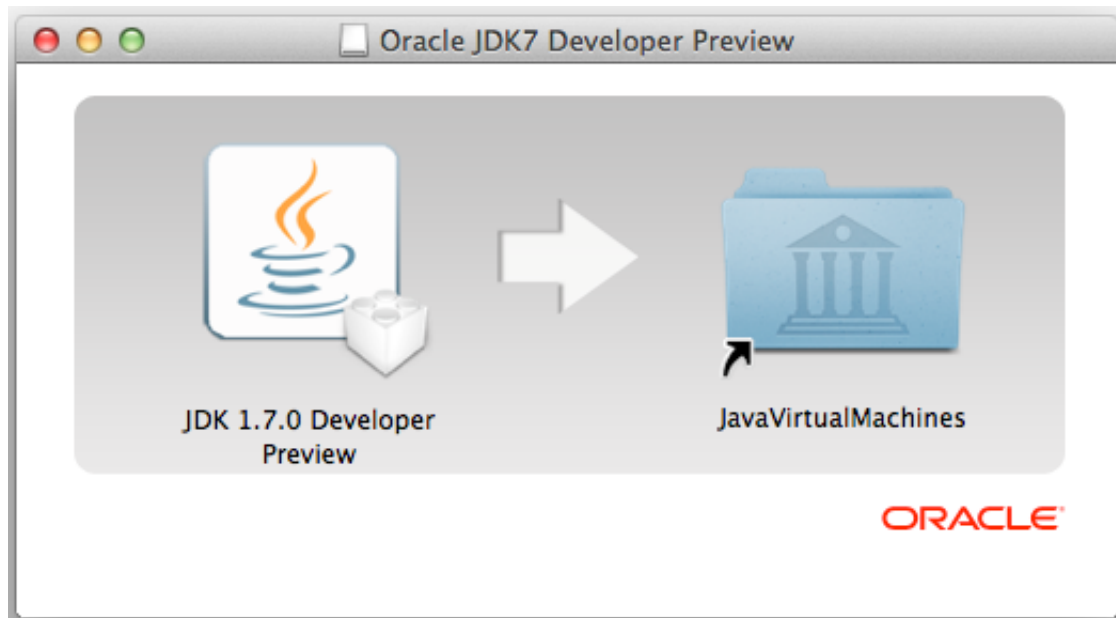 Oracle JDK7 Developer Preview
JDK 1.7.0 Developer
Preview
JavaVirtualMachines
ORACLE